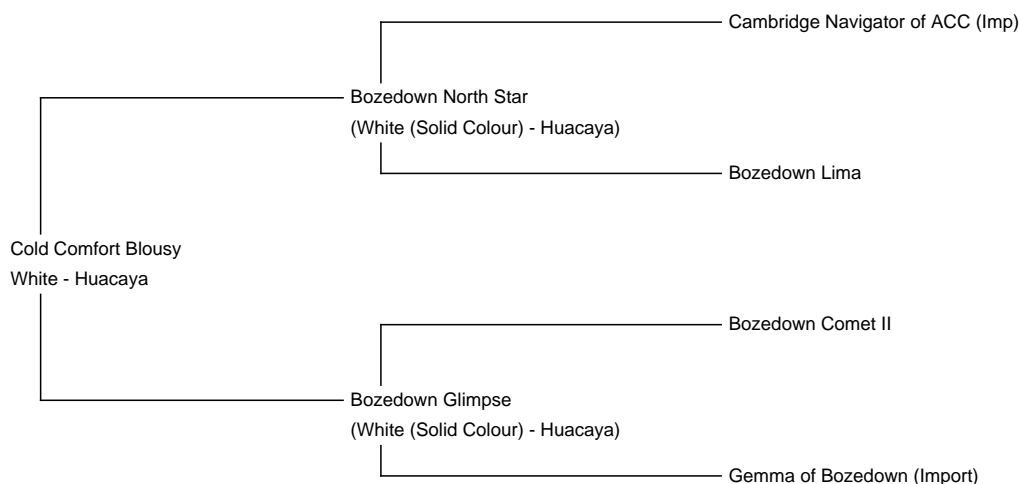 Cambridge Navigator of ACC (Imp)
Bozedown North Star
(White (Solid Colour) - Huacaya)
Bozedown Lima
Cold Comfort Blousy
White - Huacaya
Bozedown Comet II
Bozedown Glimpse
(White (Solid Colour) - Huacaya)
Gemma of Bozedown (Import)